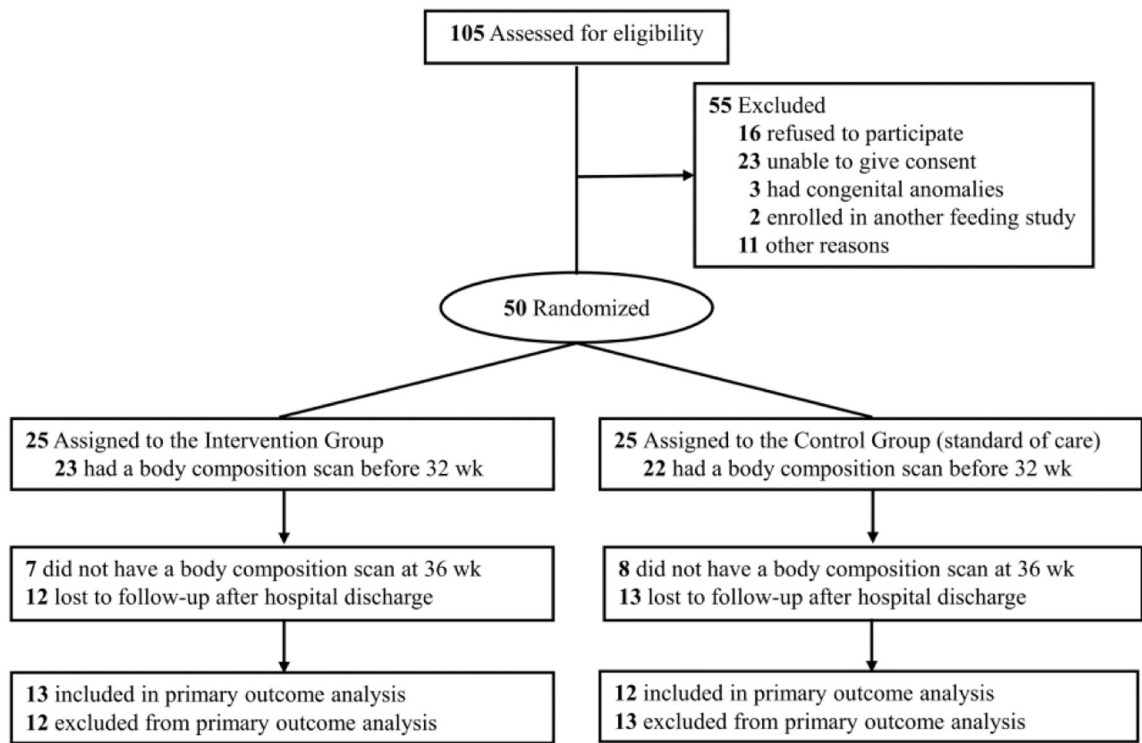 105 Assessed for eligibility
55 Excluded
16 refused to participate
23 unable to give consent
3 had congenital anomalies
2 enrolled in another feeding study
11 other reasons
50 Randomized
25 Assigned to the Intervention Group
23 had a body composition scan before 32 wk
25 Assigned to the Control Group (standard of care)
22 had a body composition scan before 32 wk
7 did not have a body composition scan at 36 wk
12 lost to follow-up after hospital discharge
8 did not have a body composition scan at 36 wk
13 lost to follow-up after hospital discharge
13 included in primary outcome analysis
12 excluded from primary outcome analysis
12 included in primary outcome analysis
13 excluded from primary outcome analysis